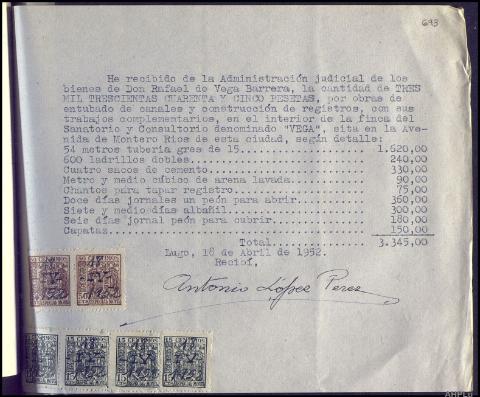 693
He recibido de la Administración judicial de los
bienes de Don Rafael de Vega Barrera, la cantidad de TRES
MIL TRESCIENTAS CUARENTA Y CINCO PESETAS, por obras de
entubado de canales y construcción de registros, con sus
trabajos complementarios, en el interior de la finca del
Sanatorio y Consultorio denominado "VEGA", sita en la Ave-
nida de Montero Rios de esta ciudad, según detalle:
54 metros tuberia gres de 15.................... 1.620,00
600 ladrillos dobles............................ 240,00
Cuatro sacos de cemento......................... 330,00
Metro y medio cúbico de arena lavada............ 90,00
Chantos para tapar registro..................... 75,00
Doce días jornales un peón para abrir........... 360,00
Siete y medio días albañil...................... 300,00
Seis días jornal peón para cubrir............... 180,00
Capataz......................................... 150,00
Total.............. 3.345,00
Lugo, 18 de Abril de 1952.
Recibí,
Antonio López Perez
AHPLu